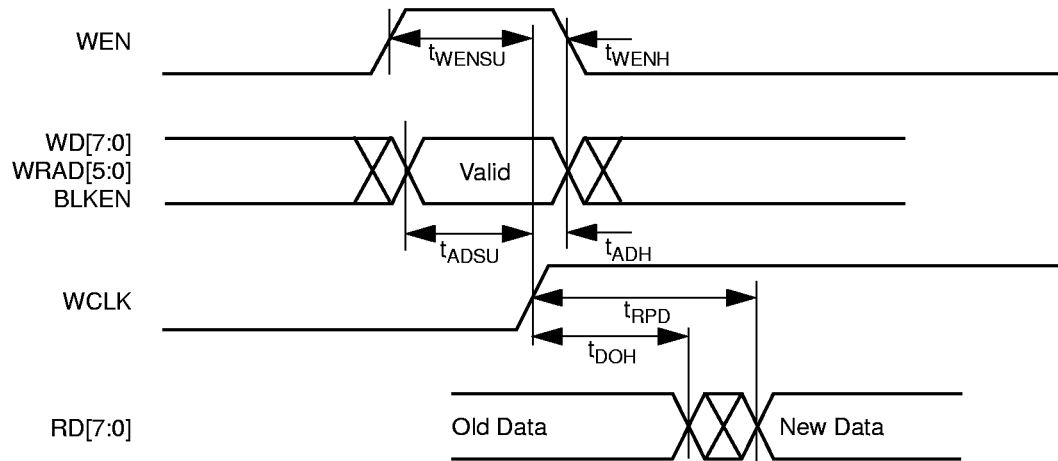 WEN
tWENSU
tWENH
WD[7:0]
WRAD[5:0]
BLKEN
Valid
tADSU
tADH
WCLK
tRPD
tDOH
RD[7:0]
Old Data
New Data